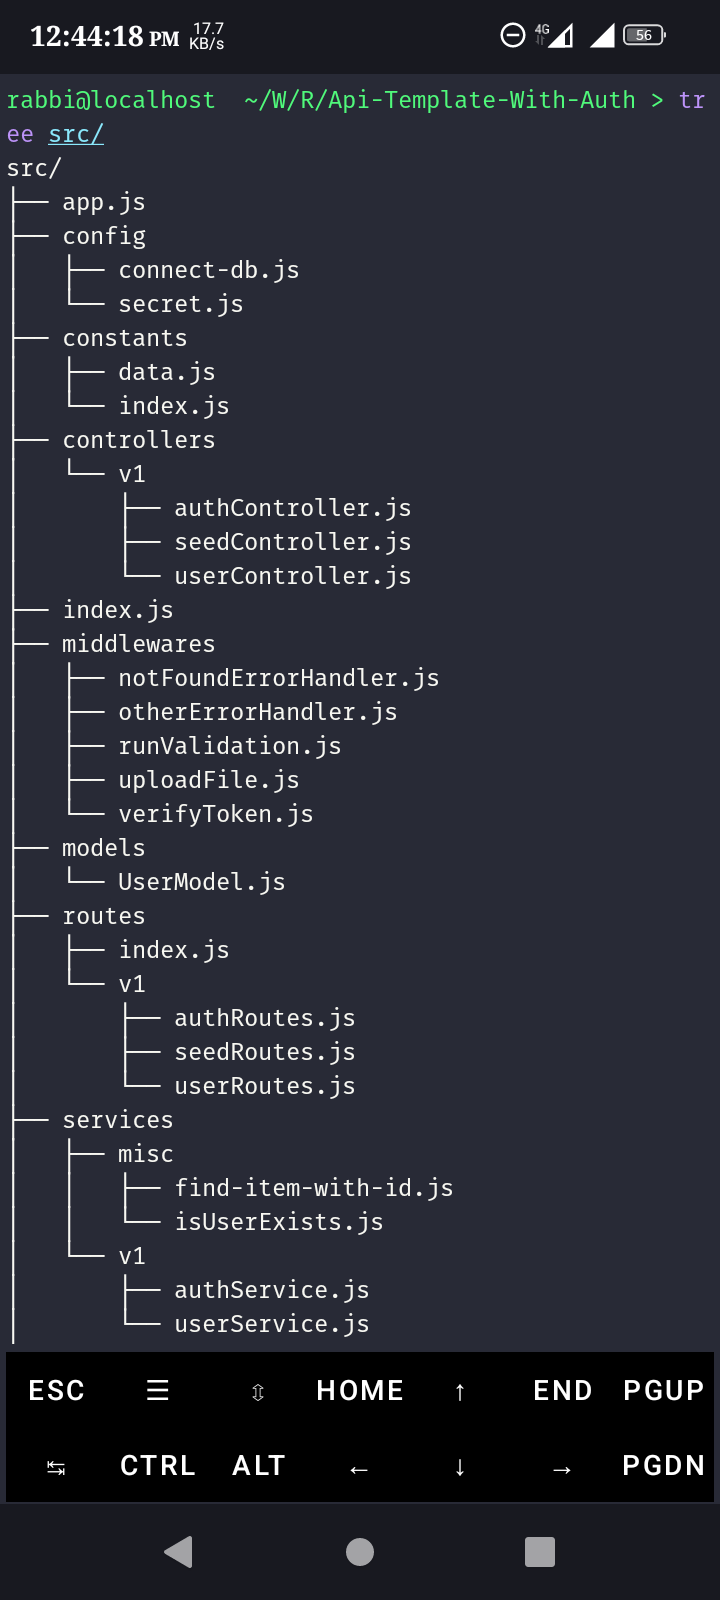 12:44:18 PM 17.7 KB/s 4G 56
rabbi@localhost ~/W/R/Api-Template-With-Auth > tr
ee src/
src/
├── app.js
├── config
│   ├── connect-db.js
│   └── secret.js
├── constants
│   ├── data.js
│   └── index.js
├── controllers
│   └── v1
│       ├── authController.js
│       ├── seedController.js
│       └── userController.js
├── index.js
├── middlewares
│   ├── notFoundErrorHandler.js
│   ├── otherErrorHandler.js
│   ├── runValidation.js
│   ├── uploadFile.js
│   └── verifyToken.js
├── models
│   └── UserModel.js
├── routes
│   ├── index.js
│   └── v1
│       ├── authRoutes.js
│       ├── seedRoutes.js
│       └── userRoutes.js
├── services
│   ├── misc
│   │   ├── find-item-with-id.js
│   │   └── isUserExists.js
│   └── v1
│       ├── authService.js
│       └── userService.js
ESC ☰ ⇳ HOME ↑ END PGUP
↹ CTRL ALT ← ↓ → PGDN